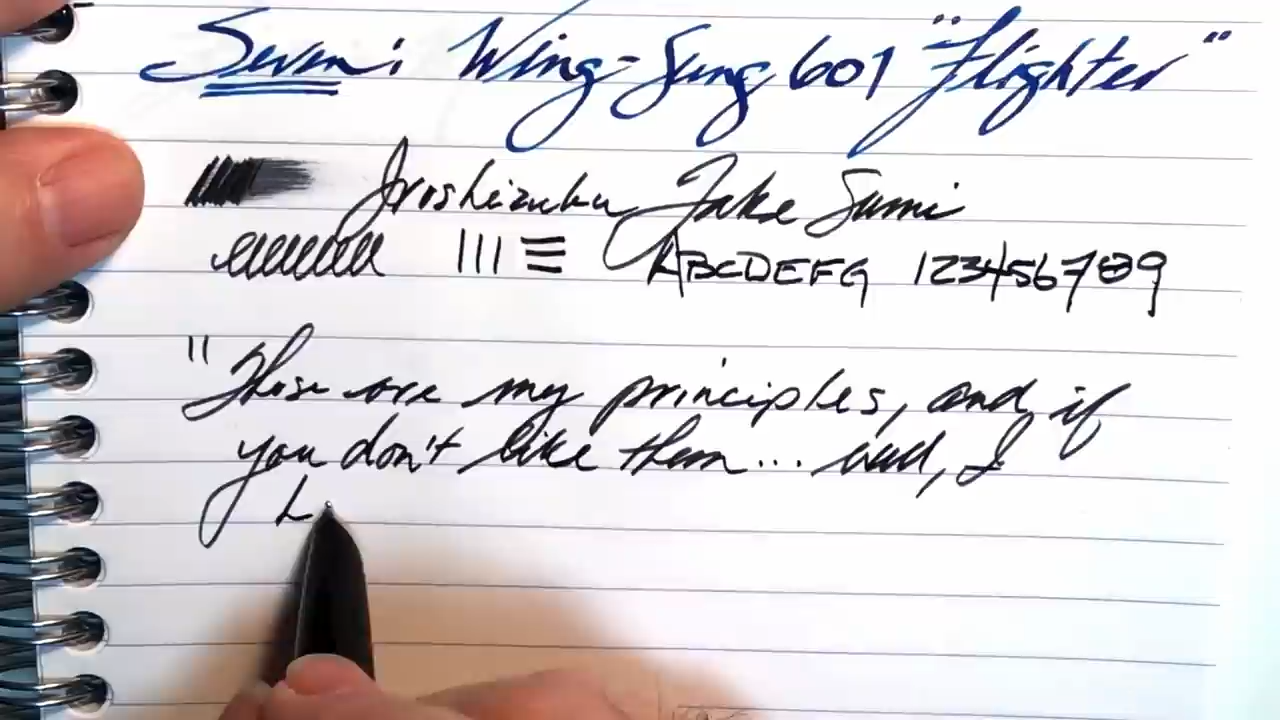 Seven: Wing-Sung 601 "Flighter"
Iroshizuku Take Sumi
ABCDEFG 123456789
"Those are my principles, and if
you don't like them... well, I
h